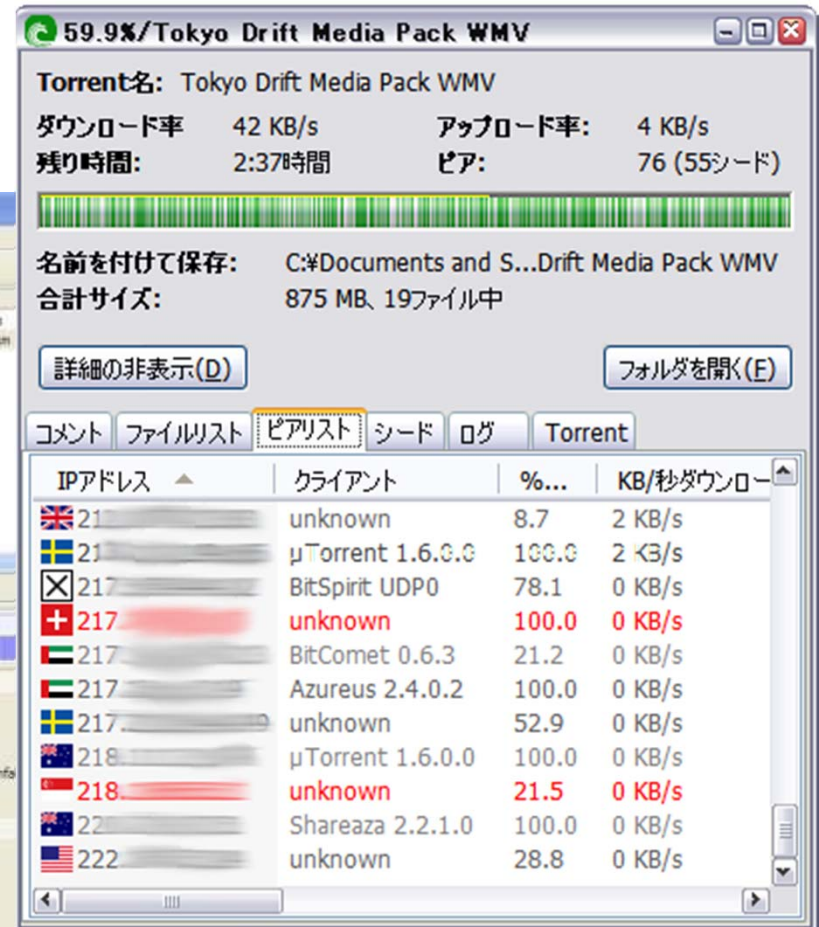 59.9%/Tokyo Drift Media Pack WMV
Torrent名: Tokyo Drift Media Pack WMV
ダウンロード率 42 KB/s アップロード率: 4 KB/s
残り時間: 2:37時間 ピア: 76 (55シード)
名前を付けて保存: C:¥Documents and S...Drift Media Pack WMV
合計サイズ: 875 MB、19ファイル中
詳細の非表示(D) フォルダを開く(F)
コメント ファイルリスト ピアリスト シード ログ Torrent
IPアドレス クライアント %... KB/秒ダウンロー
unknown 8.7 2 KB/s
µTorrent 1.6.0.0 100.0 2 KB/s
217 BitSpirit UDP0 78.1 0 KB/s
217. unknown 100.0 0 KB/s
217 BitComet 0.6.3 21.2 0 KB/s
217 Azureus 2.4.0.2 100.0 0 KB/s
217. unknown 52.9 0 KB/s
218. µTorrent 1.6.0.0 100.0 0 KB/s
218. unknown 21.5 0 KB/s
Shareaza 2.2.1.0 100.0 0 KB/s
222 unknown 28.8 0 KB/s